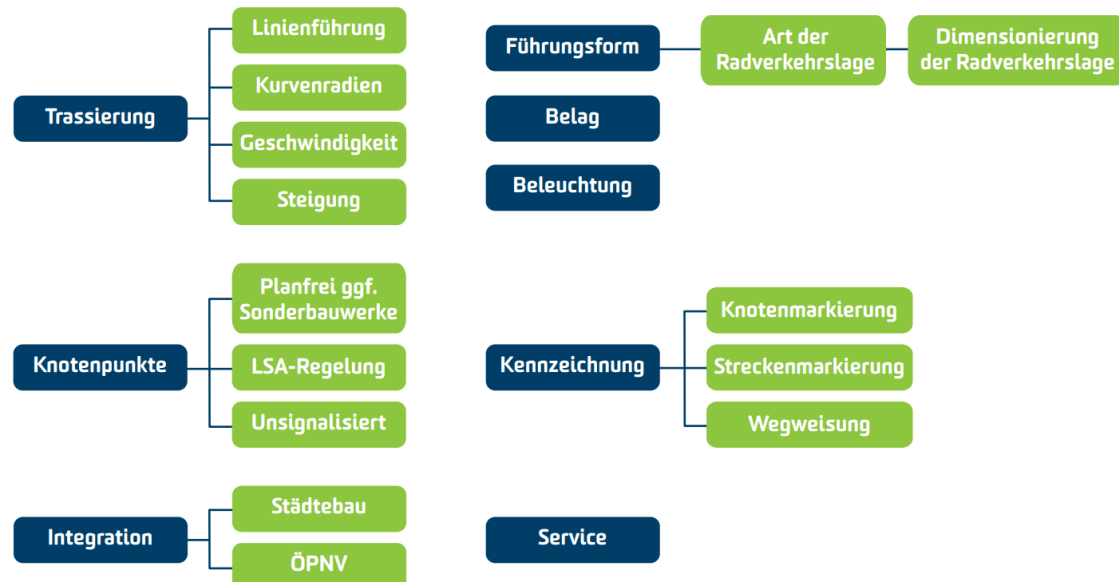 Trassierung
Linienführung
Kurvenradien
Geschwindigkeit
Steigung
Führungsform
Art der
Radverkehrslage
Dimensionierung
der Radverkehrslage
Belag
Beleuchtung
Knotenpunkte
Planfrei ggf.
Sonderbauwerke
LSA-Regelung
Unsignalisiert
Kennzeichnung
Knotenmarkierung
Streckenmarkierung
Wegweisung
Integration
Städtebau
ÖPNV
Service